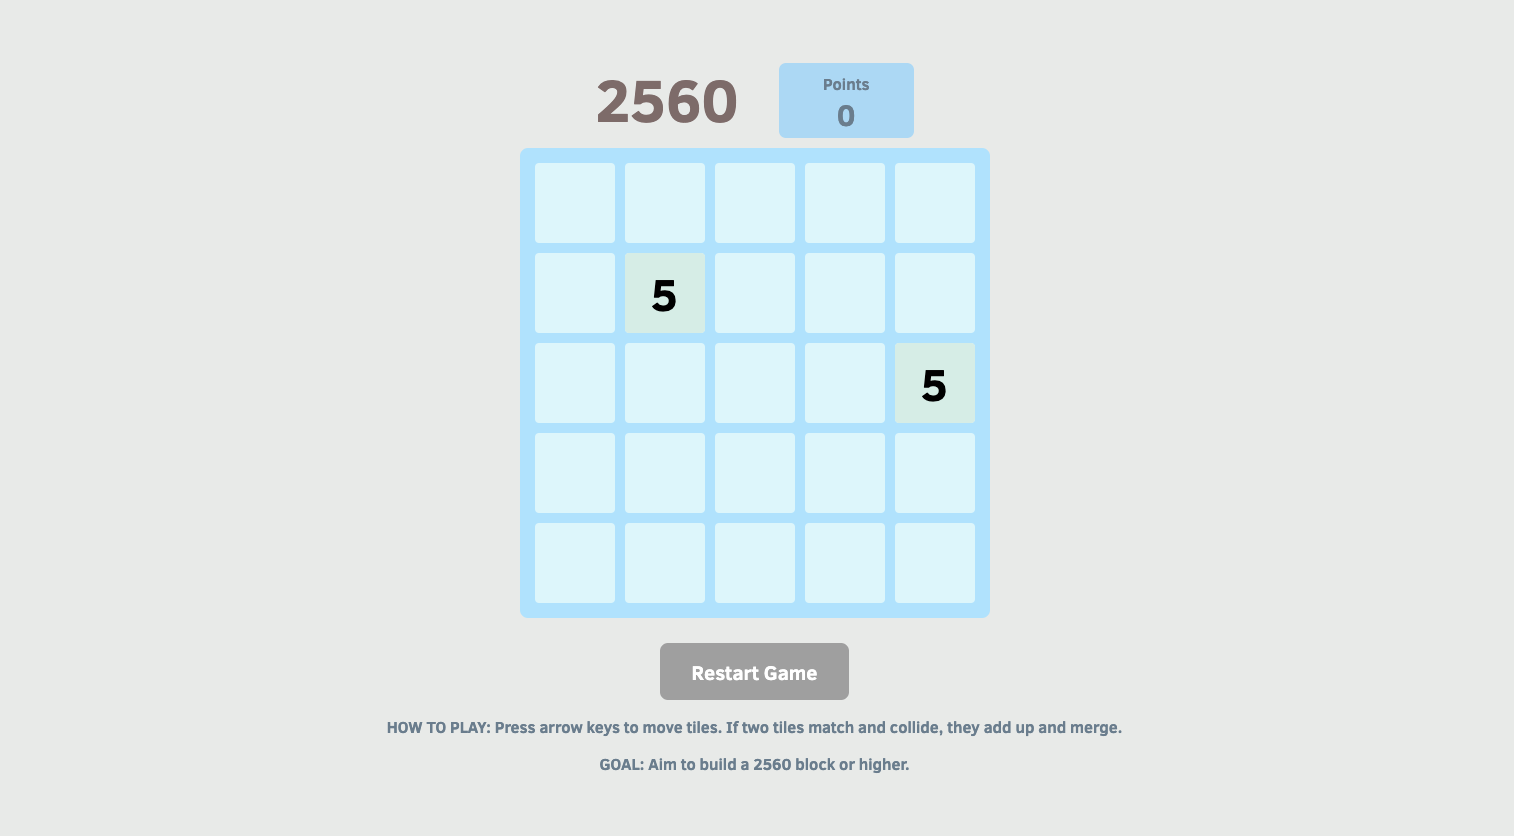 2560
Points
0
5
5
Restart Game
HOW TO PLAY: Press arrow keys to move tiles. If two tiles match and collide, they add up and merge.
GOAL: Aim to build a 2560 block or higher.